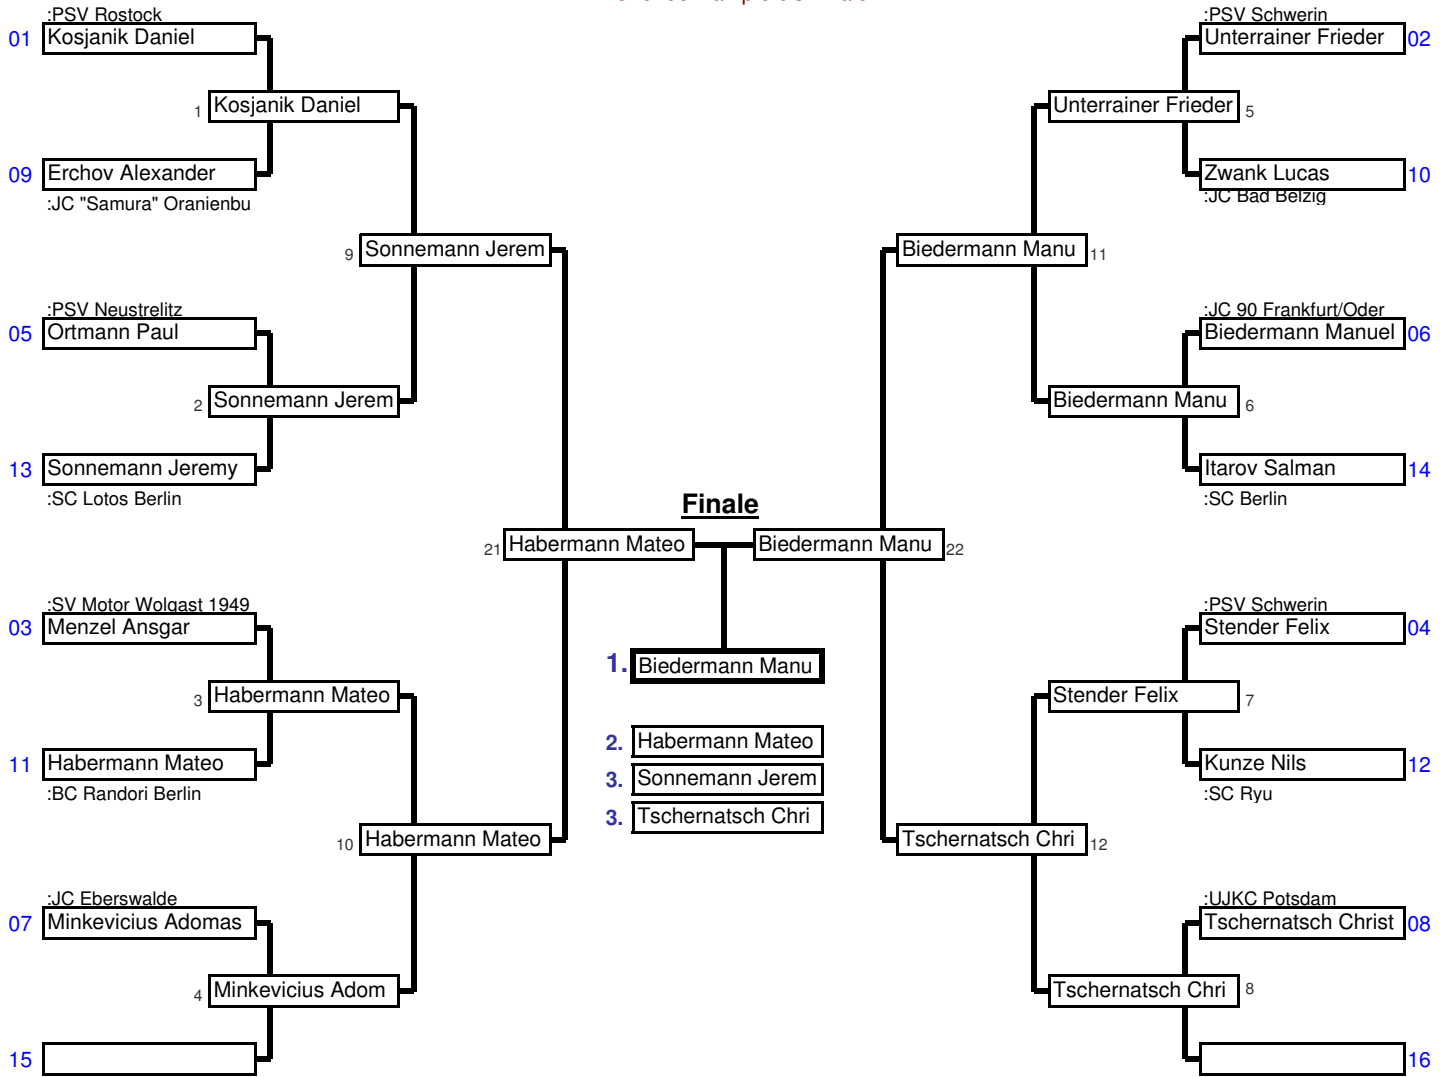 :PSV Rostock
01 Kosjanik Daniel
1 Kosjanik Daniel
09 Erchov Alexander
:JC "Samura" Oranienbu
9 Sonnemann Jerem
:PSV Neustrelitz
05 Ortmann Paul
2 Sonnemann Jerem
13 Sonnemann Jeremy
:SC Lotos Berlin
21 Habermann Mateo
:SV Motor Wolgast 1949
03 Menzel Ansgar
3 Habermann Mateo
11 Habermann Mateo
:BC Randori Berlin
10 Habermann Mateo
:JC Eberswalde
07 Minkevicius Adomas
4 Minkevicius Adom
15
Finale
1. Biedermann Manu
2. Habermann Mateo
3. Sonnemann Jerem
3. Tschernatsch Chri
:PSV Schwerin
Unterrainer Frieder 02
Unterrainer Frieder 5
Zwank Lucas 10
:JC Bad Belzig
Biedermann Manu 11
:JC 90 Frankfurt/Oder
Biedermann Manuel 06
Biedermann Manu 6
Itarov Salman 14
:SC Berlin
Biedermann Manu 22
:PSV Schwerin
Stender Felix 04
Stender Felix 7
Kunze Nils 12
:SC Ryu
Tschernatsch Chri 12
:UJKC Potsdam
Tschernatsch Christ 08
Tschernatsch Chri 8
16